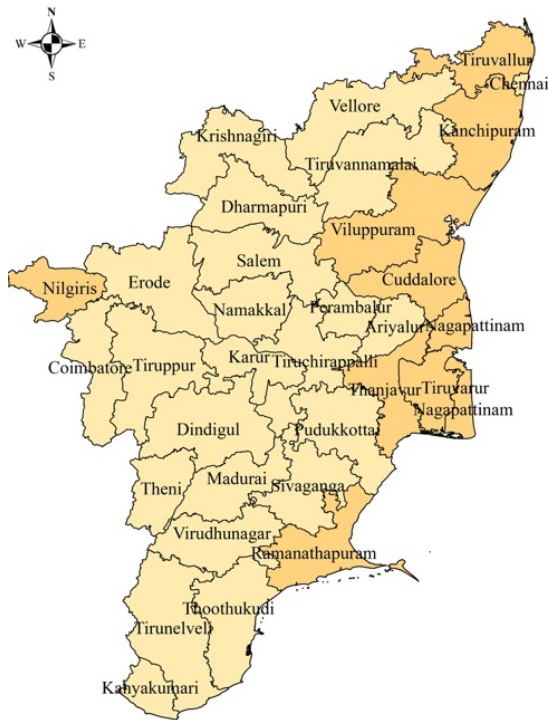 N
W
E
S
Tiruvallur
Chennai
Vellore
Kanchipuram
Krishnagiri
Tiruvannamalai
Dharmapuri
Viluppuram
Salem
Cuddalore
Nilgiris
Erode
Namakkal
Perambalur
Ariyalur
Nagapattinam
Coimbatore
Tiruppur
Karur
Tiruchirappalli
Thenjavur
Tiruvarur
Nagapattinam
Dindigul
Pudukkottai
Theni
Madurai
Sivaganga
Virudhunagar
Ramanathapuram
Thoothukudi
Tirunelveli
Kanyakumari